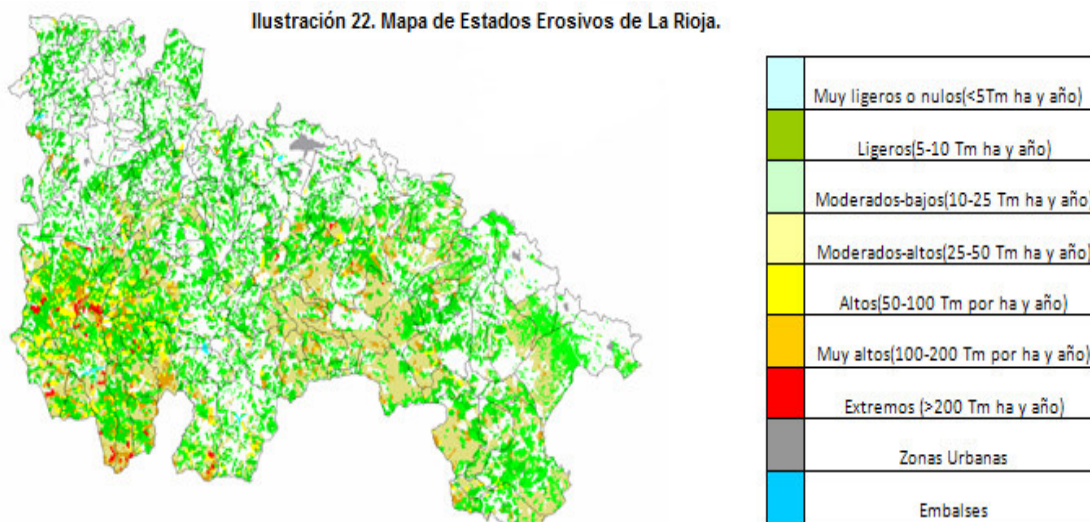 Ilustración 22. Mapa de Estados Erosivos de La Rioja.
Muy ligeros o nulos(<5Tm ha y año)
Ligeros(5-10 Tm ha y año)
Moderados-bajos(10-25 Tm ha y año)
Moderados-altos(25-50 Tm ha y año)
Altos(50-100 Tm por ha y año)
Muy altos(100-200 Tm por ha y año)
Extremos (>200 Tm ha y año)
Zonas Urbanas
Embalses